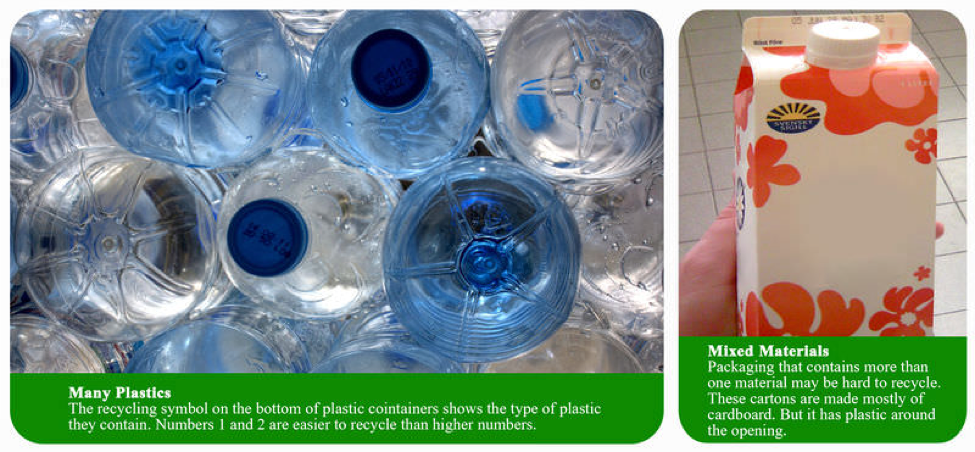 Many Plastics
The recycling symbol on the bottom of plastic cointainers shows the type of plastic
they contain. Numbers 1 and 2 are easier to recycle than higher numbers.
SVENSKT
SIGILL
Mixed Materials
Packaging that contains more than
one material may be hard to recycle.
These cartons are made mostly of
cardboard. But it has plastic around
the opening.